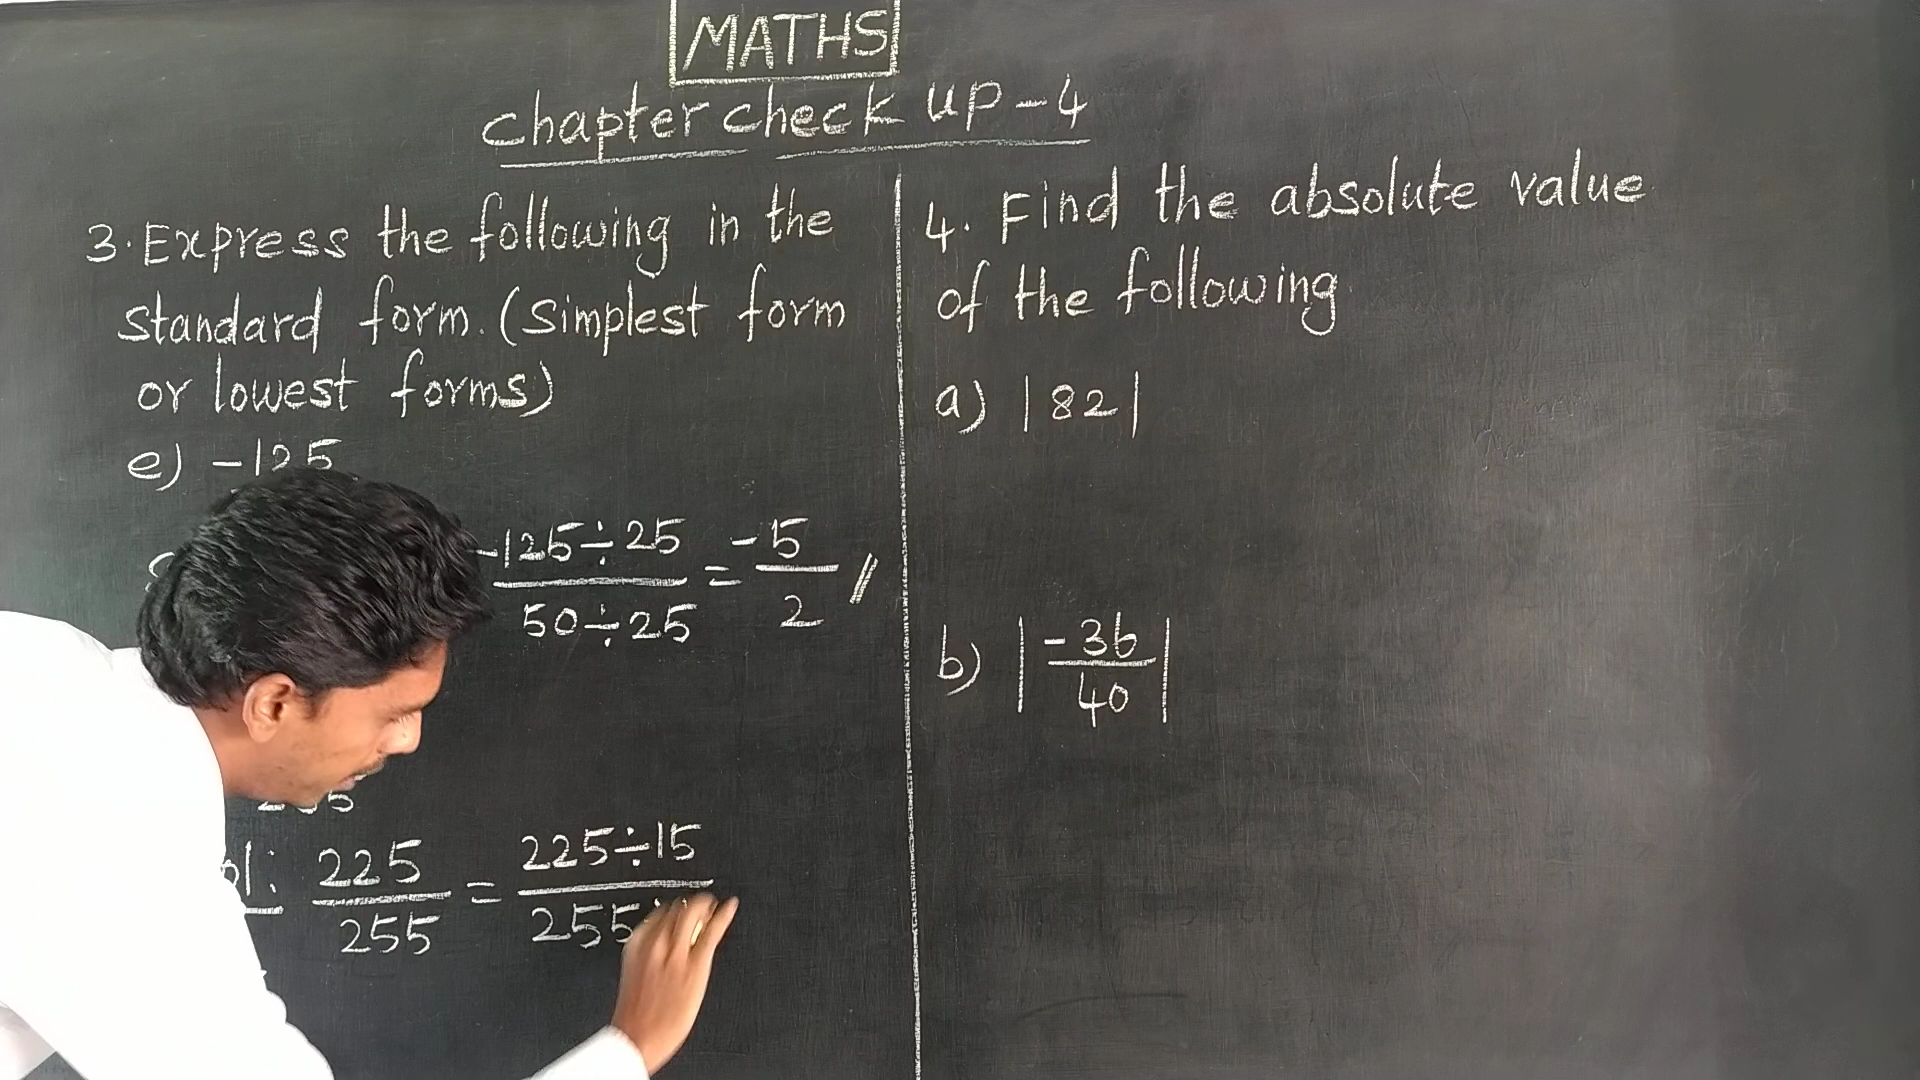 MATHS
Chapter check up-4
3. Express the following in the
standard form. (Simplest form
or lowest forms)
e) -125
-125÷25 / 50÷25 = -5/2 //
225/255 = 225÷15 / 255÷
4. Find the absolute value
of the following
a) |82|
b) |-36/40|